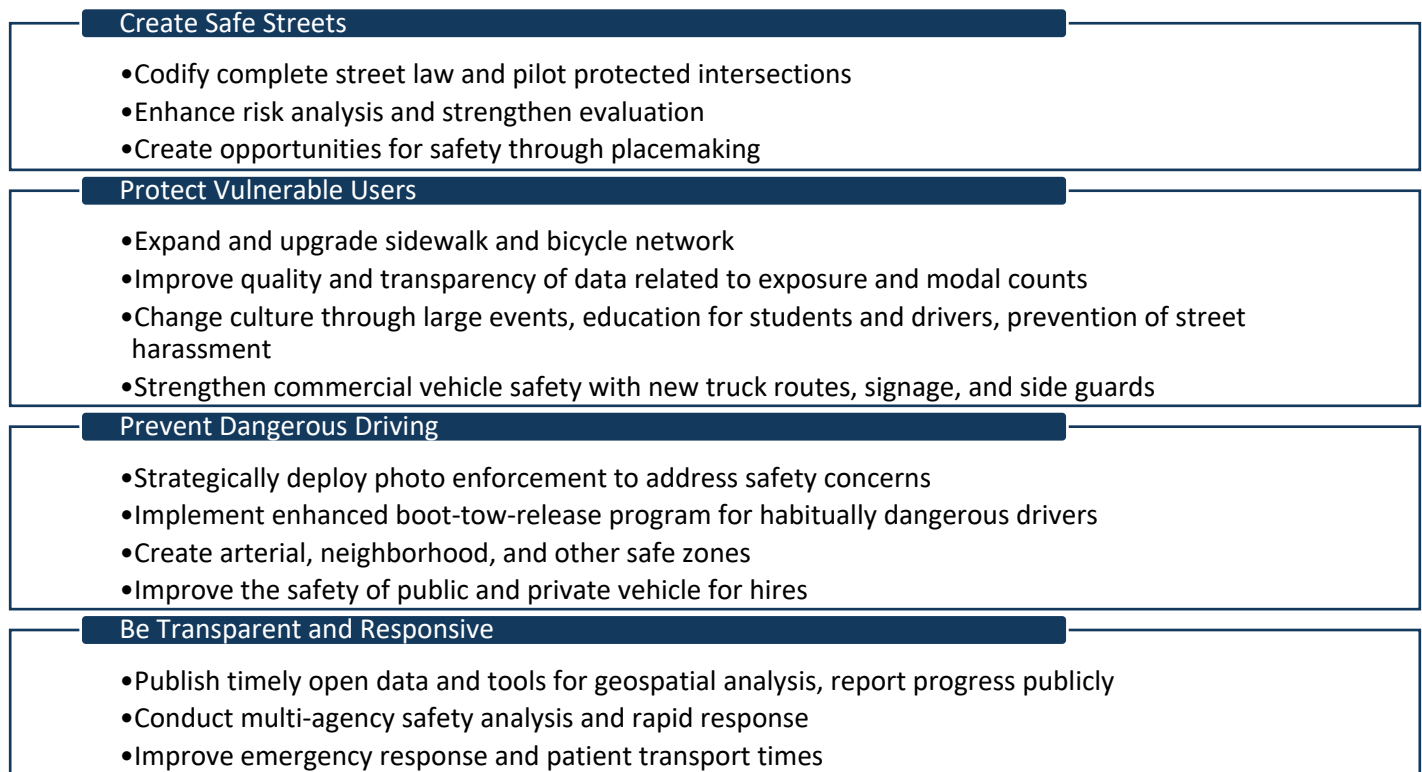 Create Safe Streets
•Codify complete street law and pilot protected intersections
•Enhance risk analysis and strengthen evaluation
•Create opportunities for safety through placemaking
Protect Vulnerable Users
•Expand and upgrade sidewalk and bicycle network
•Improve quality and transparency of data related to exposure and modal counts
•Change culture through large events, education for students and drivers, prevention of street
harassment
•Strengthen commercial vehicle safety with new truck routes, signage, and side guards
Prevent Dangerous Driving
•Strategically deploy photo enforcement to address safety concerns
•Implement enhanced boot-tow-release program for habitually dangerous drivers
•Create arterial, neighborhood, and other safe zones
•Improve the safety of public and private vehicle for hires
Be Transparent and Responsive
•Publish timely open data and tools for geospatial analysis, report progress publicly
•Conduct multi-agency safety analysis and rapid response
•Improve emergency response and patient transport times